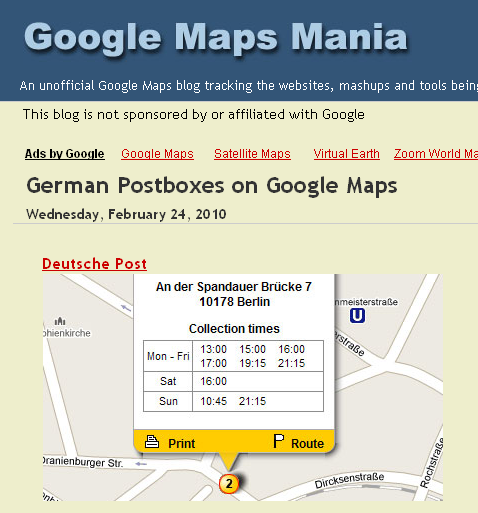 Google Maps Mania
An unofficial Google Maps blog tracking the websites, mashups and tools being
This blog is not sponsored by or affiliated with Google
Ads by Google Google Maps Satellite Maps Virtual Earth Zoom World Ma
German Postboxes on Google Maps
Wednesday, February 24, 2010
Deutsche Post
An der Spandauer Brücke 7
10178 Berlin
Collection times
Mon - Fri 13:00 15:00 16:00
17:00 19:15 21:15
Sat 16:00
Sun 10:45 21:15
Print P Route
nmeisterstraße
U
straße
phienkirche
Oranienburger Str.
2
Dircksenstraße
Rochstraße